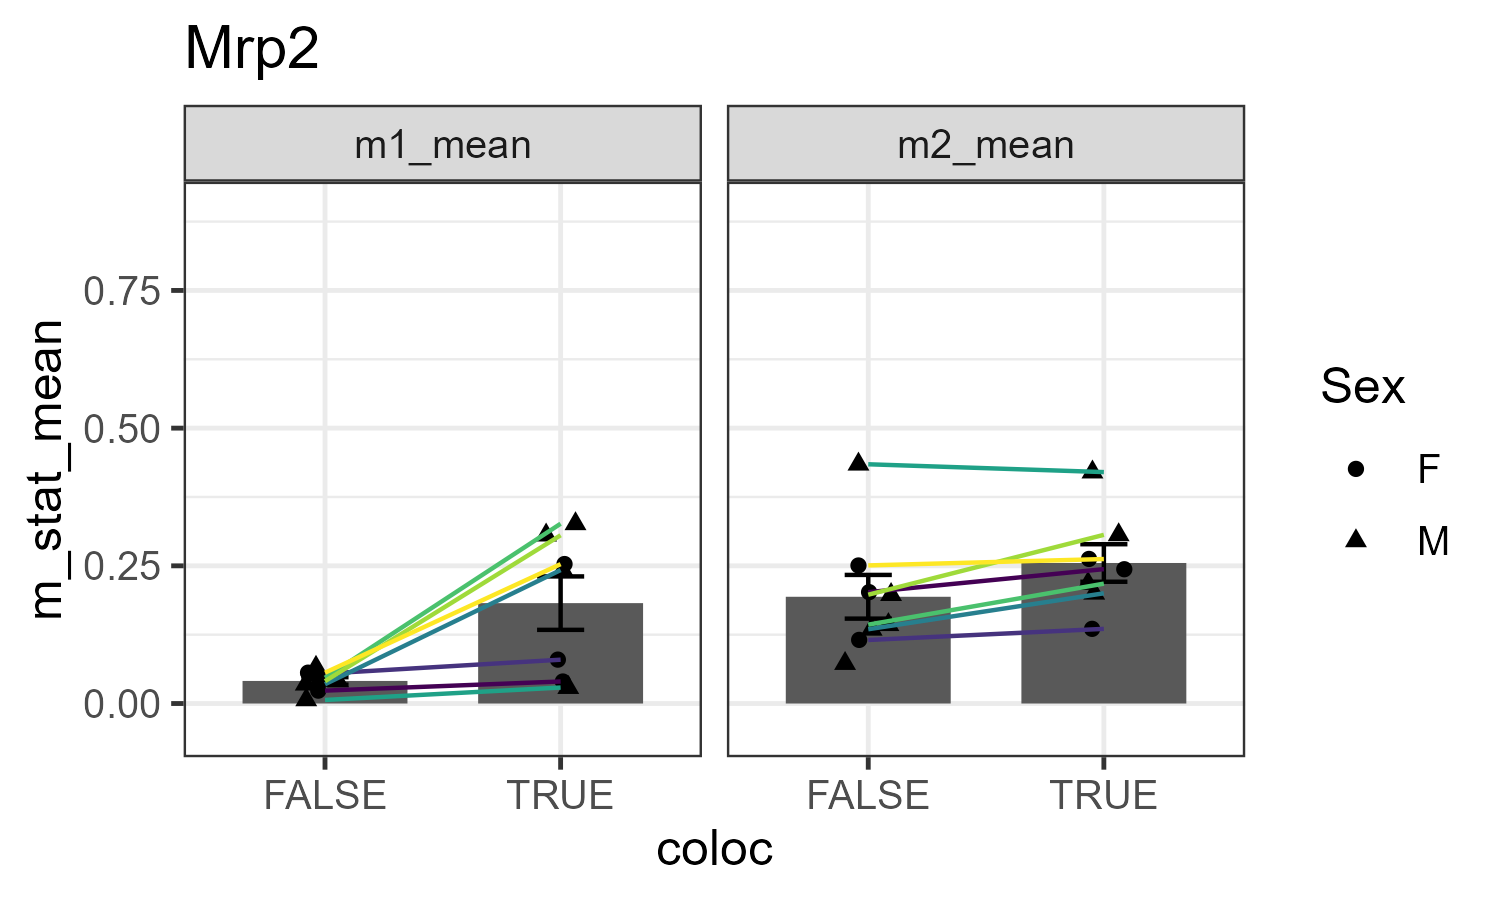 Mrp2
m1_mean
m2_mean
m_stat_mean
0.75
0.50
0.25
0.00
FALSE
TRUE
FALSE
TRUE
coloc
Sex
F
M